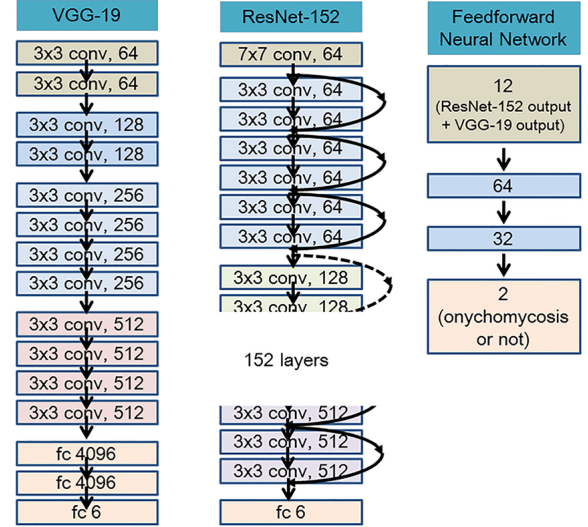 VGG-19
3x3 conv, 64
3x3 conv, 64
3x3 conv, 128
3x3 conv, 128
3x3 conv, 256
3x3 conv, 256
3x3 conv, 256
3x3 conv, 256
3x3 conv, 512
3x3 conv, 512
3x3 conv, 512
3x3 conv, 512
fc 4096
fc 4096
fc 6
ResNet-152
7x7 conv, 64
3x3 conv, 64
3x3 conv, 64
3x3 conv, 64
3x3 conv, 64
3x3 conv, 64
3x3 conv, 64
3x3 conv, 128
3x3 conv, 128
152 layers
3x3 conv, 512
3x3 conv, 512
3x3 conv, 512
fc 6
Feedforward
Neural Network
12
(ResNet-152 output
+ VGG-19 output)
64
32
2
(onychomycosis
or not)